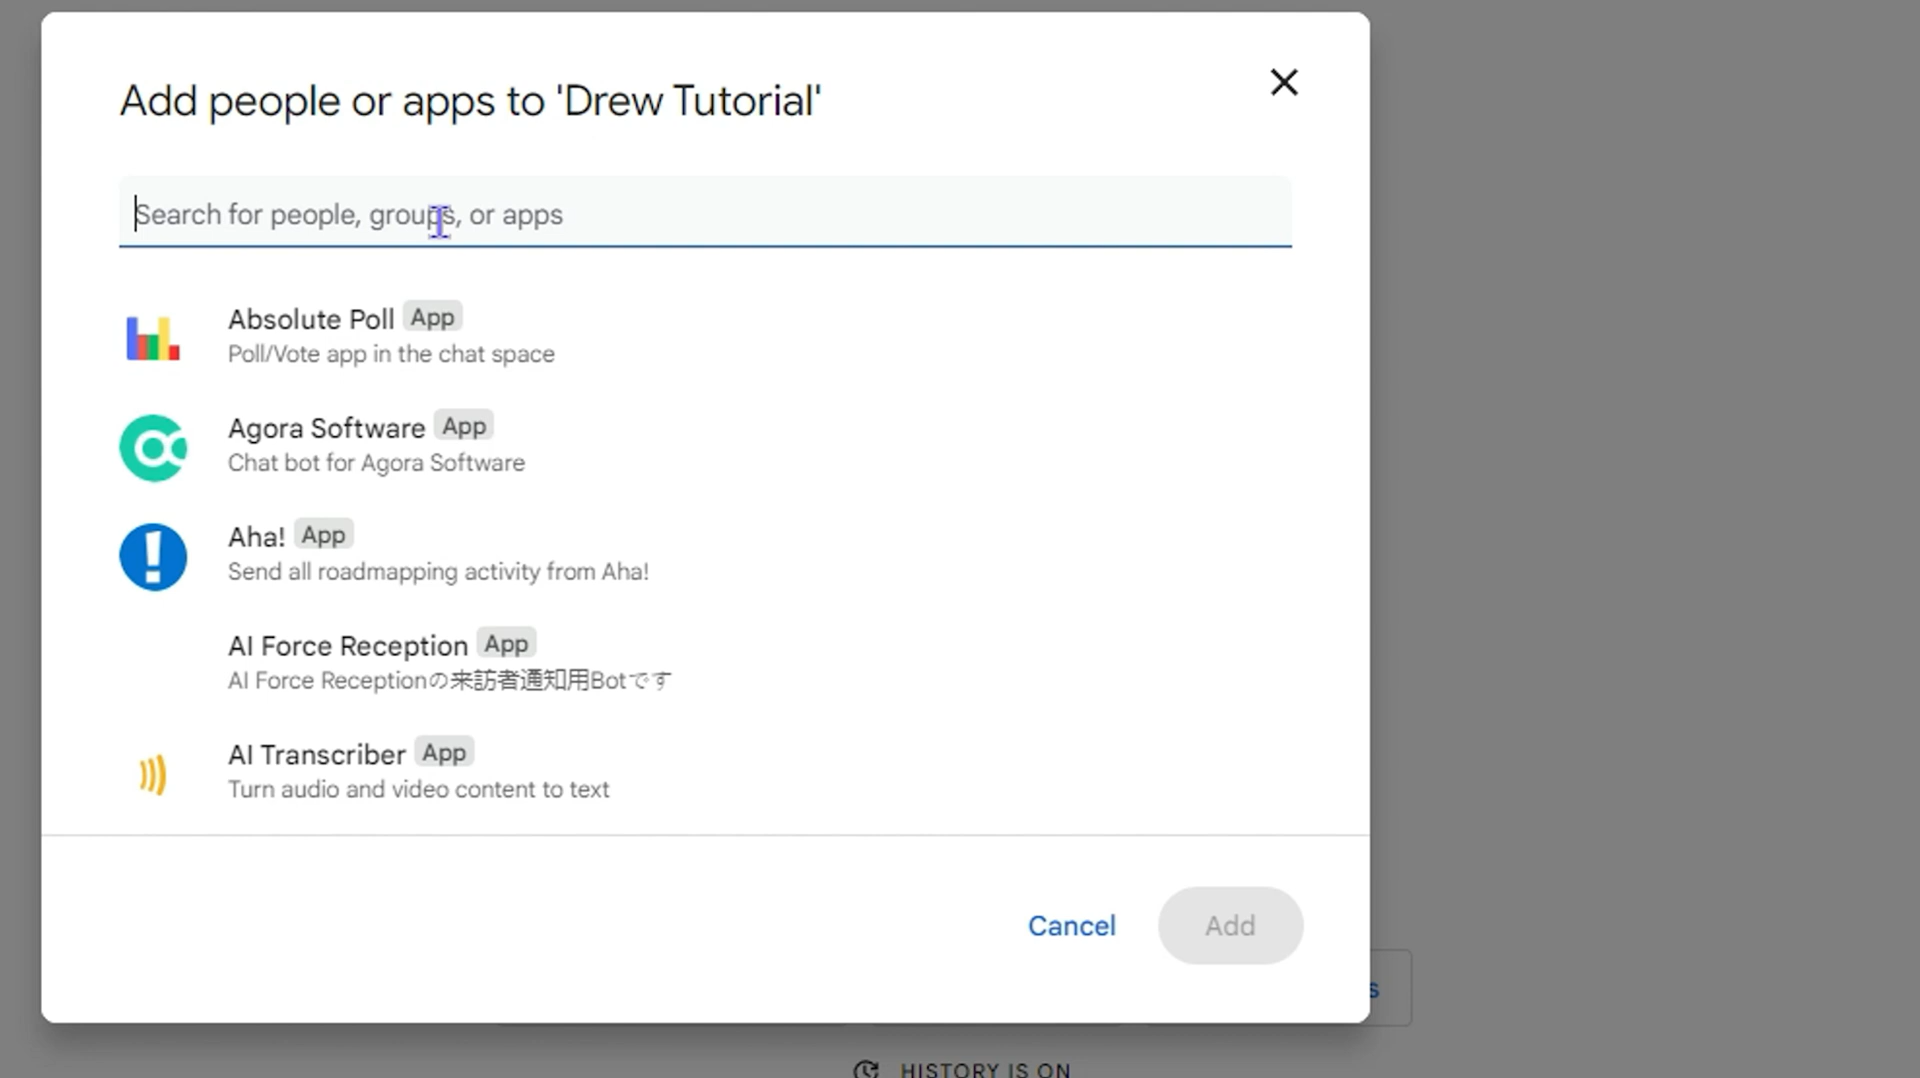 Add people or apps to 'Drew Tutorial'
Search for people, groups, or apps
Absolute Poll App
Poll/Vote app in the chat space
Agora Software App
Chat bot for Agora Software
Aha! App
Send all roadmapping activity from Aha!
AI Force Reception App
AI Force Receptionの来訪者通知用Botです
AI Transcriber App
Turn audio and video content to text
Cancel Add
HISTORY IS ON